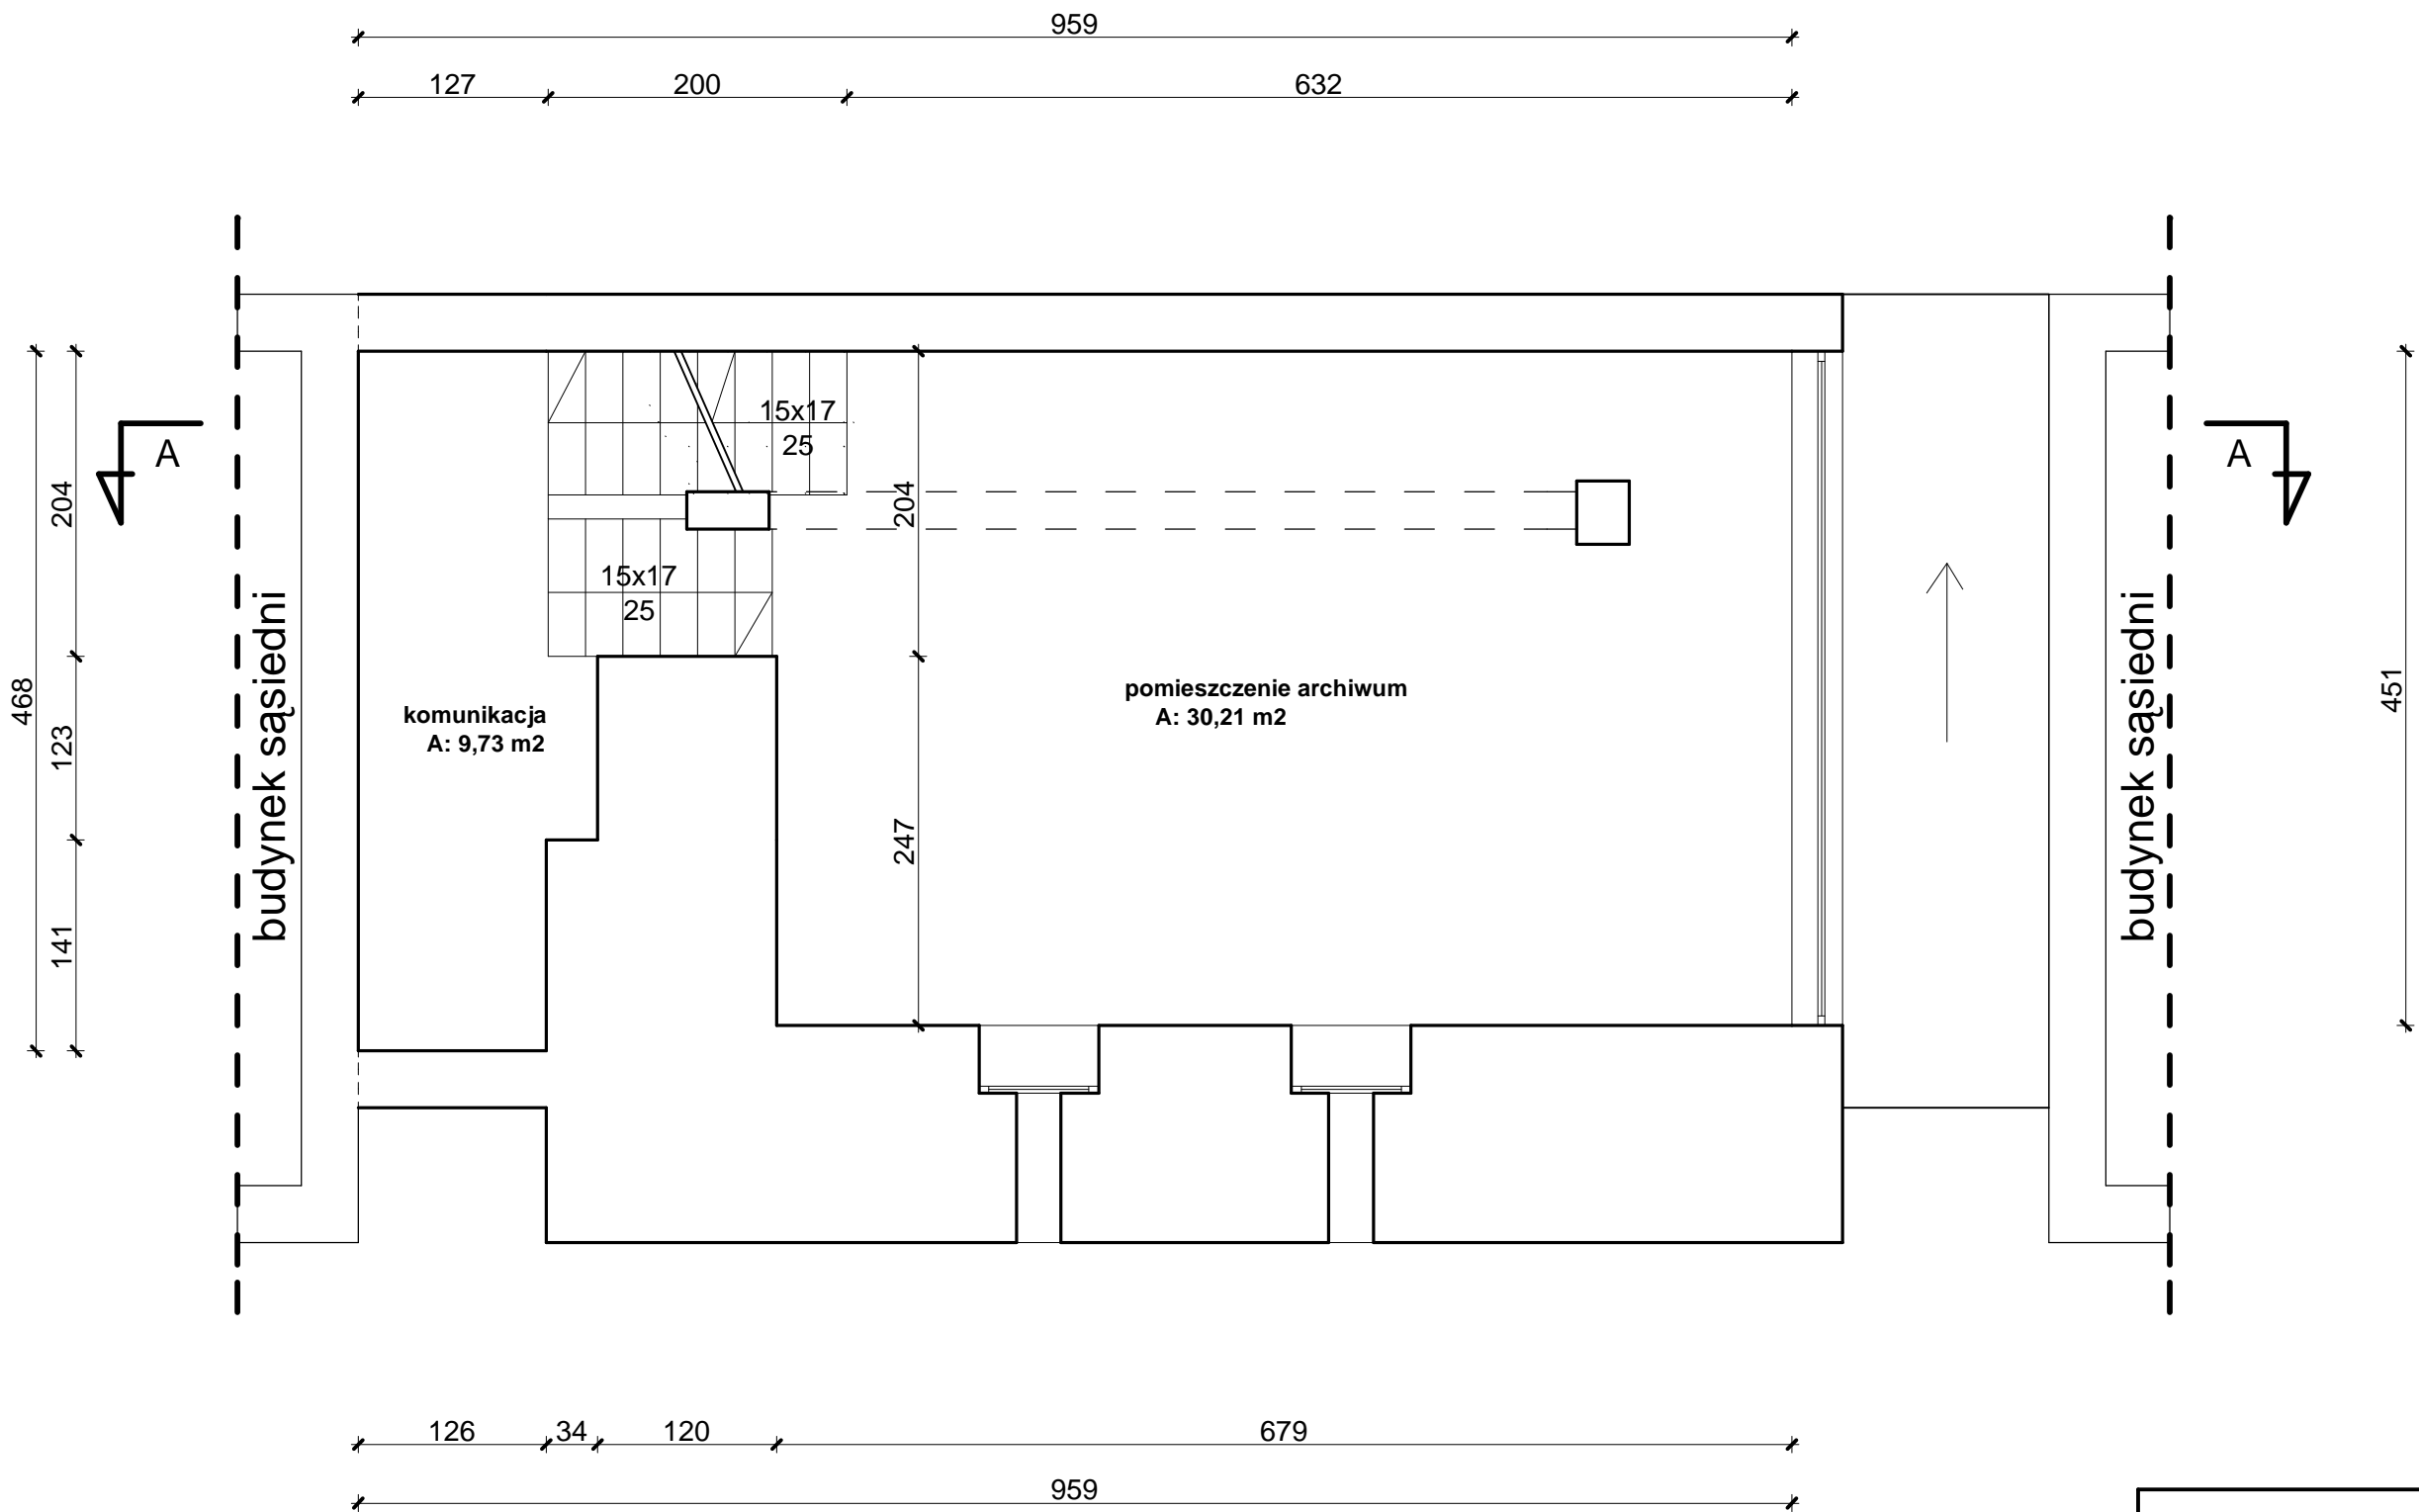 959
127
200
632
A
A
15x17
25
204
204
15x17
25
budynek sąsiedni
budynek sąsiedni
468
451
pomieszczenie archiwum
A: 30,21 m2
komunikacja
A: 9,73 m2
123
247
141
126
34
120
679
959